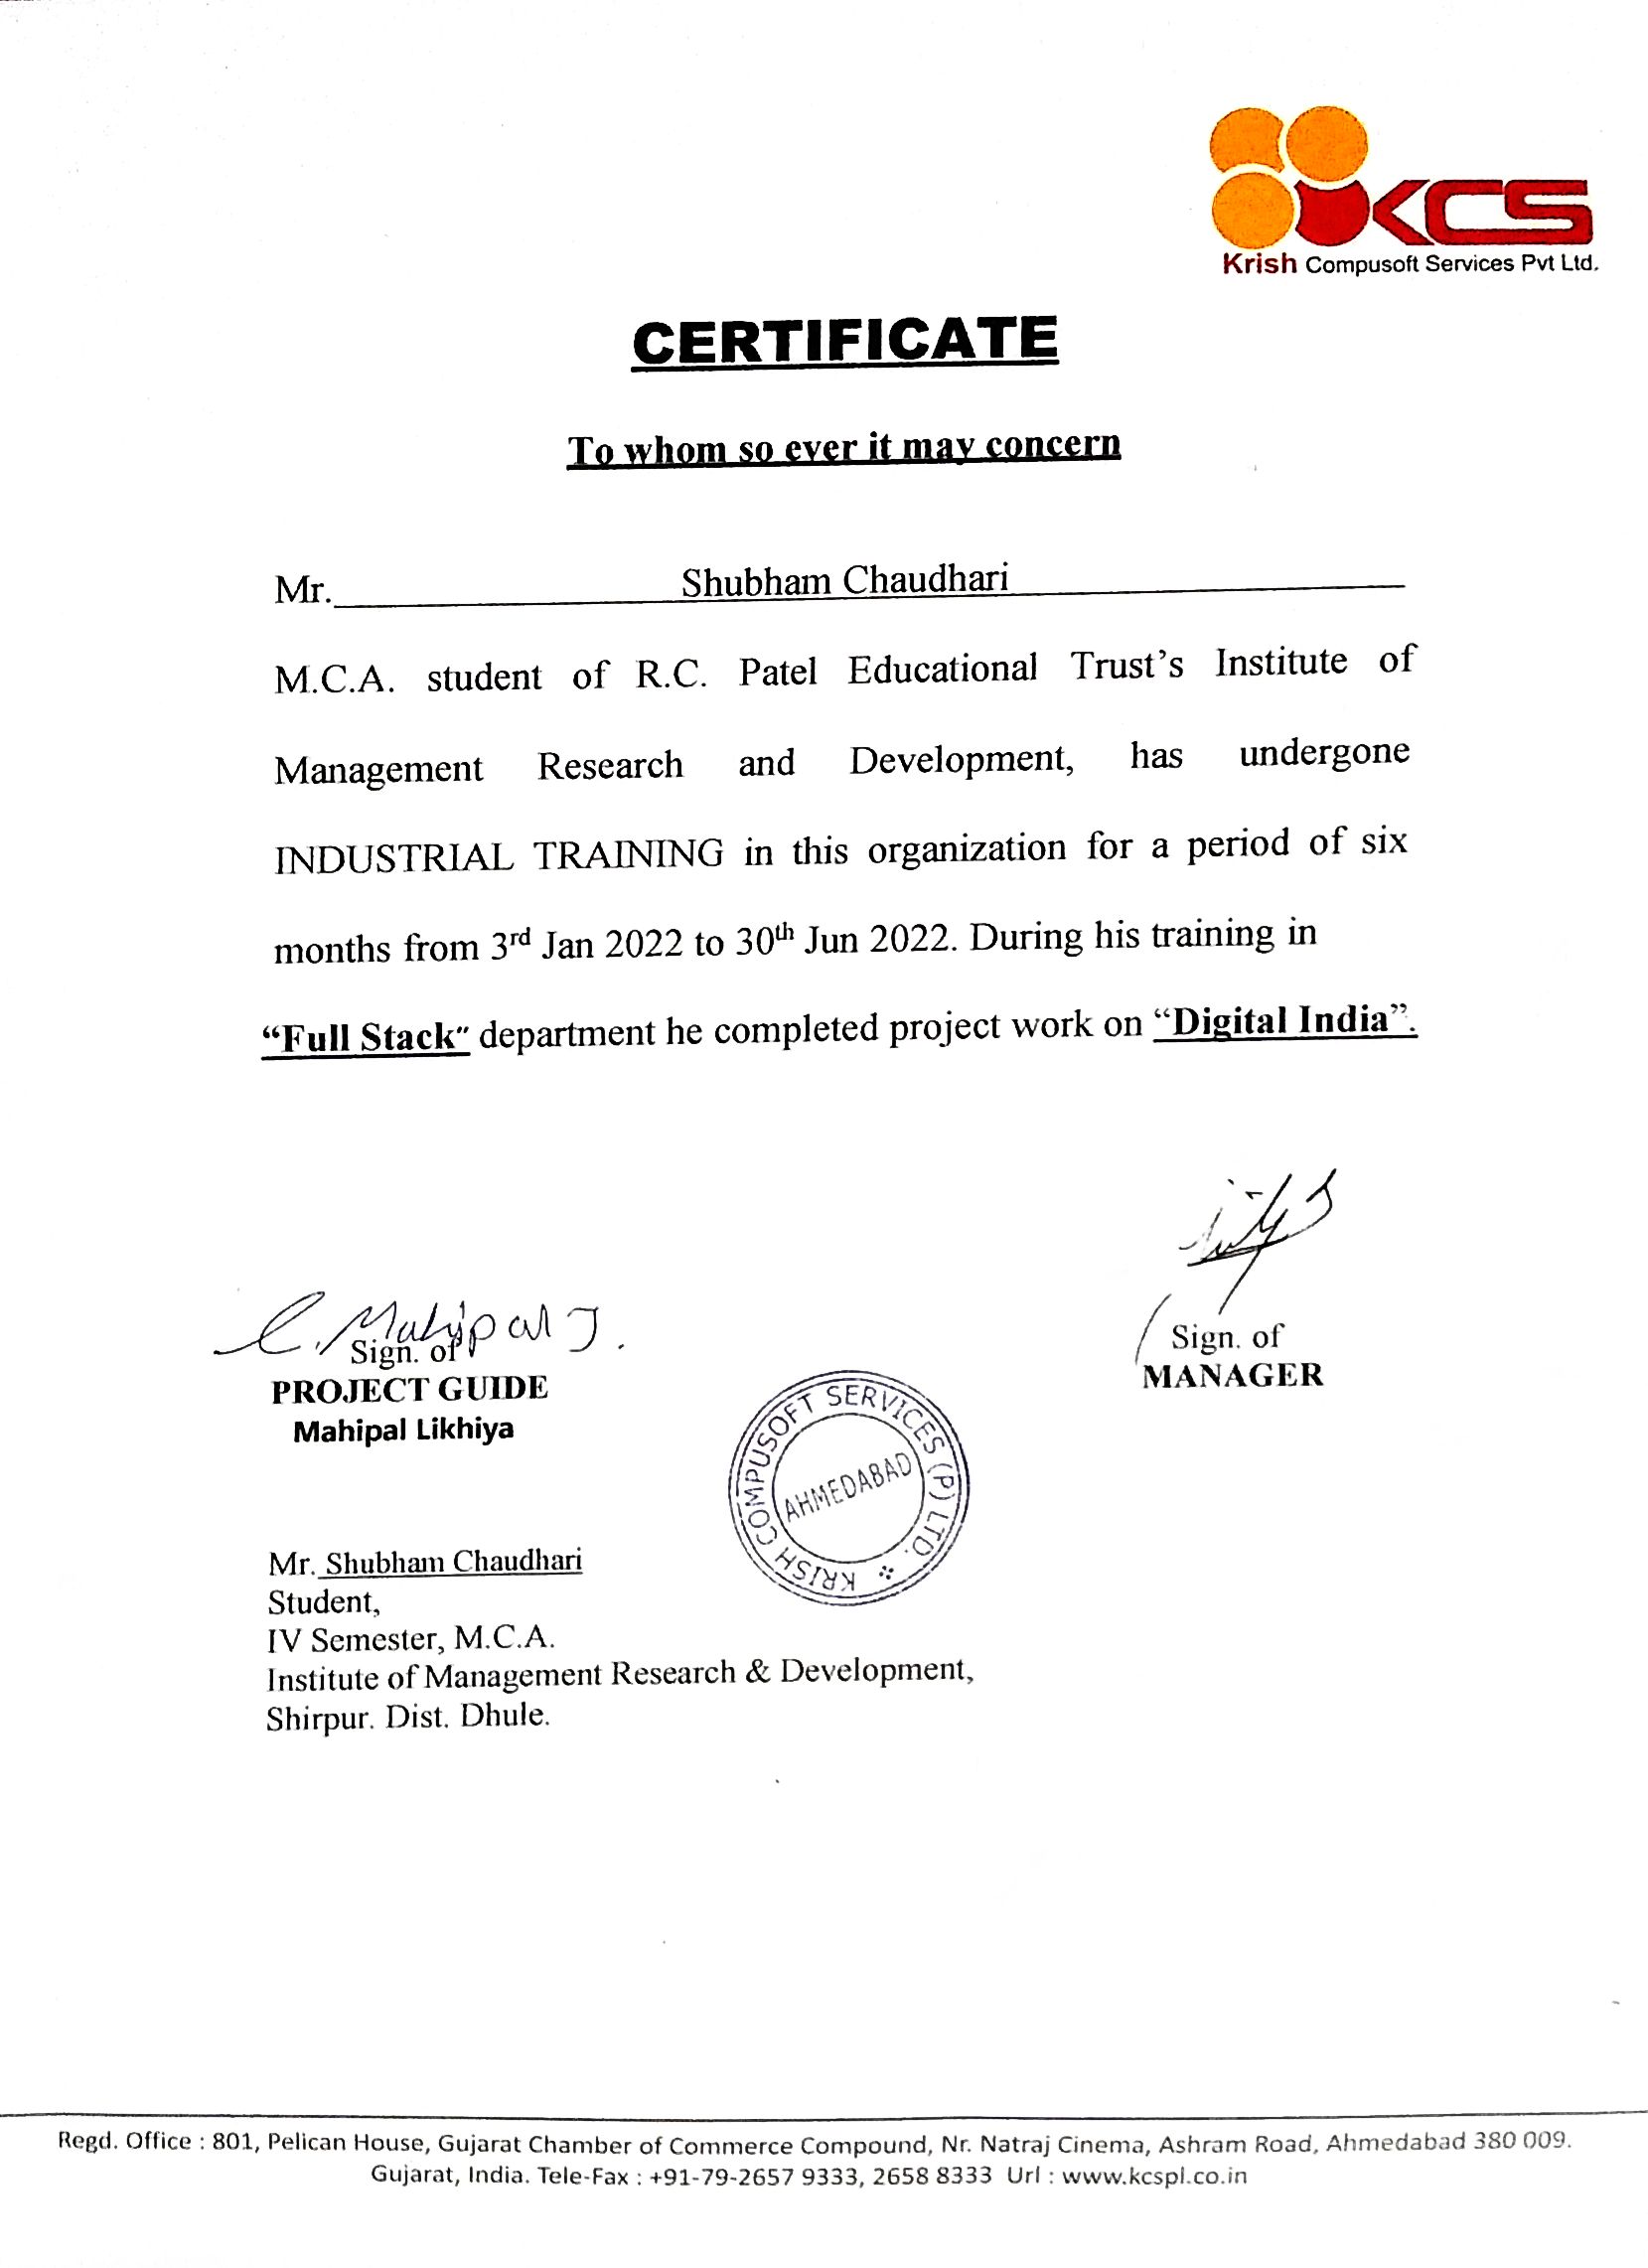 KCS
Krish Compusoft Services Pvt Ltd.
CERTIFICATE
To whom so ever it may concern
Mr. Shubham Chaudhari
M.C.A. student of R.C. Patel Educational Trust’s Institute of
Management Research and Development, has undergone
INDUSTRIAL TRAINING in this organization for a period of six
months from 3rd Jan 2022 to 30th Jun 2022. During his training in
“Full Stack" department he completed project work on “Digital India”.
Sign. of
PROJECT GUIDE
Mahipal Likhiya
Sign. of
MANAGER
KRISH COMPUSOFT SERVICES (P) LTD.
AHMEDABAD
Mr. Shubham Chaudhari
Student,
IV Semester, M.C.A.
Institute of Management Research & Development,
Shirpur. Dist. Dhule.
Regd. Office : 801, Pelican House, Gujarat Chamber of Commerce Compound, Nr. Natraj Cinema, Ashram Road, Ahmedabad 380 009.
Gujarat, India. Tele-Fax : +91-79-2657 9333, 2658 8333 Url : www.kcspl.co.in